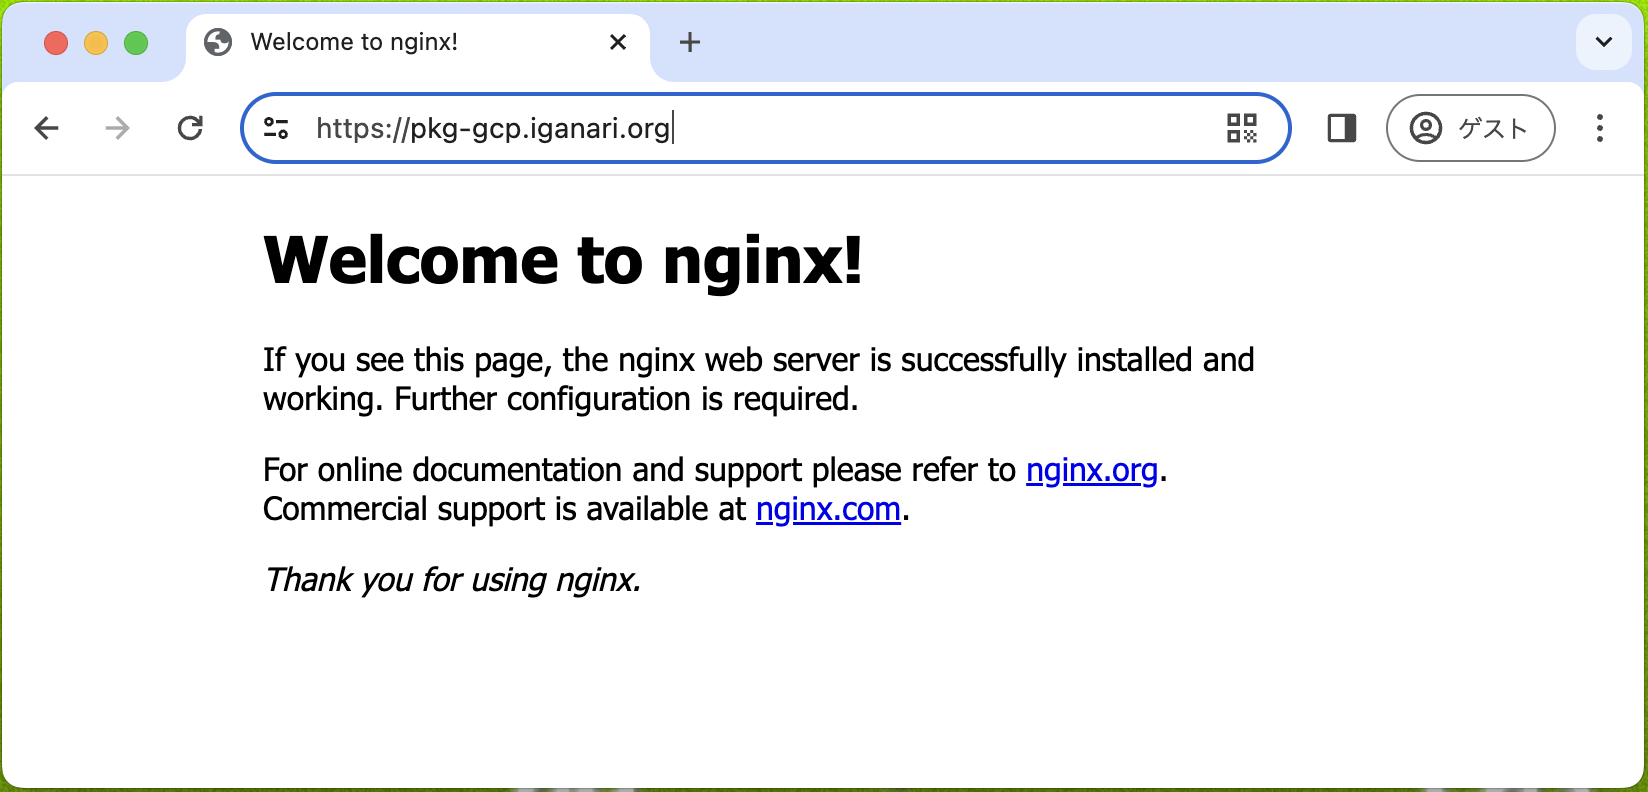 Welcome to nginx!
https://pkg-gcp.iganari.org
ゲスト
Welcome to nginx!
If you see this page, the nginx web server is successfully installed and
working. Further configuration is required.
For online documentation and support please refer to nginx.org.
Commercial support is available at nginx.com.
Thank you for using nginx.